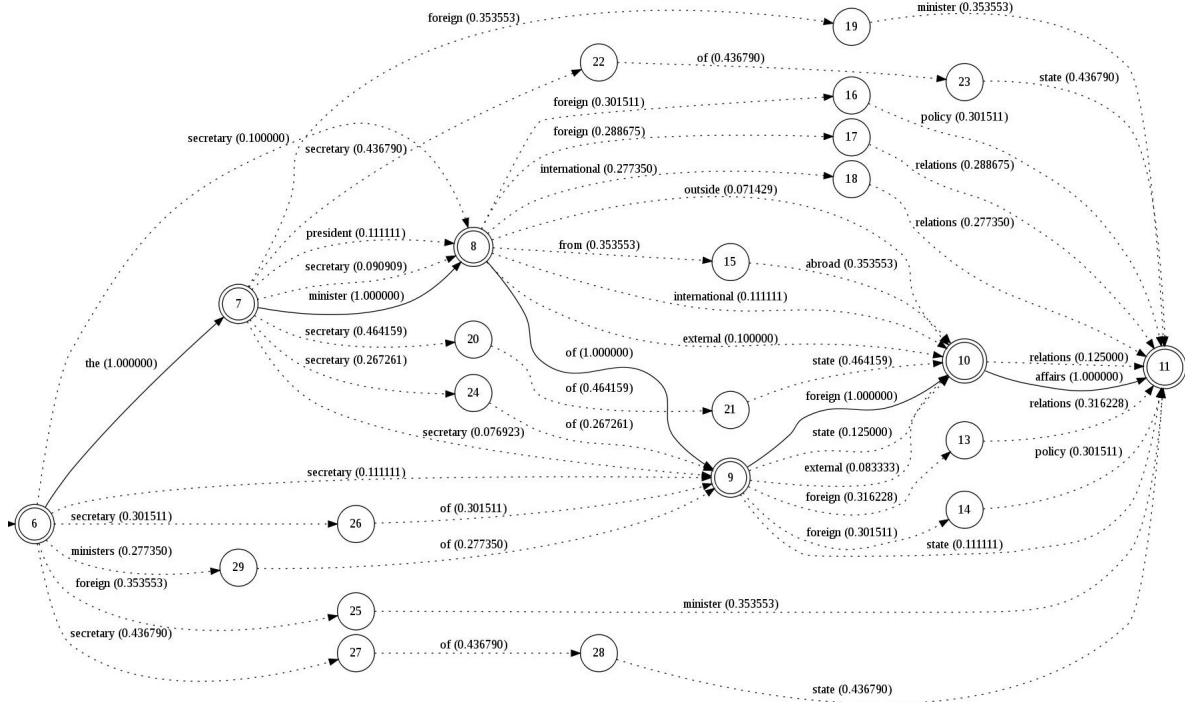 foreign (0.353553)
19
minister (0.353553)
22
of (0.436790)
23
state (0.436790)
foreign (0.301511)
16
policy (0.301511)
secretary (0.100000)
secretary (0.436790)
foreign (0.288675)
17
relations (0.288675)
international (0.277350)
18
outside (0.071429)
relations (0.277350)
president (0.111111)
8
from (0.353553)
15
abroad (0.353553)
secretary (0.090909)
minister (1.000000)
7
international (0.111111)
secretary (0.464159)
20
external (0.100000)
the (1.000000)
secretary (0.267261)
of (1.000000)
state (0.464159)
10
relations (0.125000)
11
affairs (1.000000)
24
of (0.464159)
21
foreign (1.000000)
relations (0.316228)
secretary (0.076923)
of (0.267261)
state (0.125000)
13
policy (0.301511)
secretary (0.111111)
9
external (0.083333)
foreign (0.316228)
6
secretary (0.301511)
26
of (0.301511)
foreign (0.301511)
14
state (0.111111)
ministers (0.277350)
29
of (0.277350)
foreign (0.353553)
25
minister (0.353553)
secretary (0.436790)
27
of (0.436790)
28
state (0.436790)